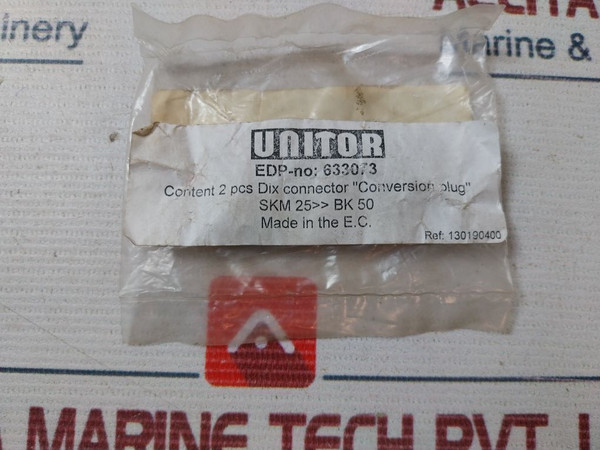 inery
Marine &
UNITOR
EDP-no: 633073
Content 2 pcs Dix connector "Conversion plug"
SKM 25>> BK 50
Made in the E.C.
Ref: 130190400
MARINE TECH PVT. L